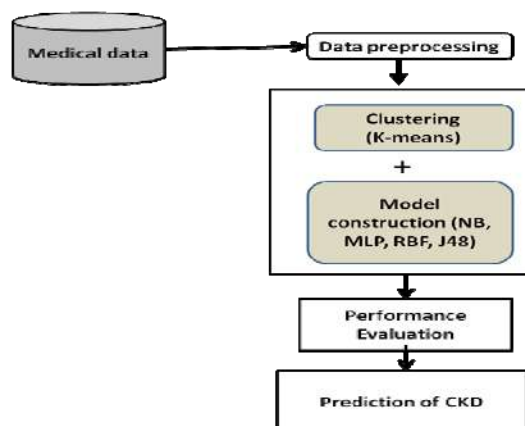 Medical data
Data preprocessing
Clustering
(K-means)
+
Model
construction (NB,
MLP, RBF, J48)
Performance
Evaluation
Prediction of CKD